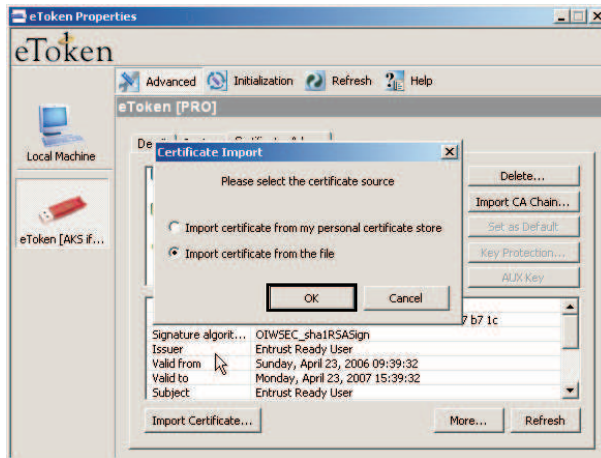 eToken Properties
eToken
Advanced Initialization Refresh Help
eToken [PRO]
Local Machine
eToken [AKS if...
Certificate Import
Please select the certificate source
Import certificate from my personal certificate store
Import certificate from the file
OK Cancel
Delete...
Import CA Chain...
Set as Default
Key Protection...
AUX Key
7 b7 1c
Signature algorit... OIWSEC_sha1RSASign
Issuer Entrust Ready User
Valid from Sunday, April 23, 2006 09:39:32
Valid to Monday, April 23, 2007 15:39:32
Subject Entrust Ready User
Import Certificate... More... Refresh